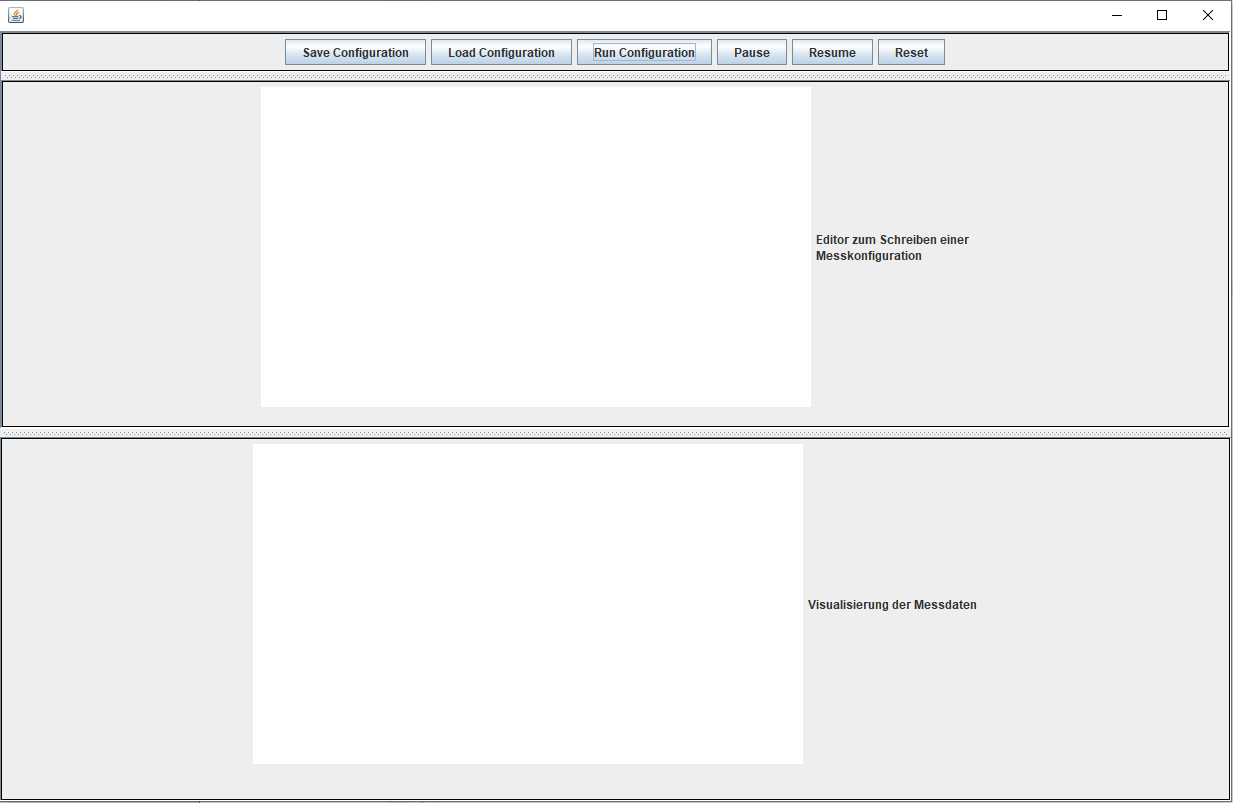 Save Configuration Load Configuration Run Configuration Pause Resume Reset
Editor zum Schreiben einer
Messkonfiguration
Visualisierung der Messdaten